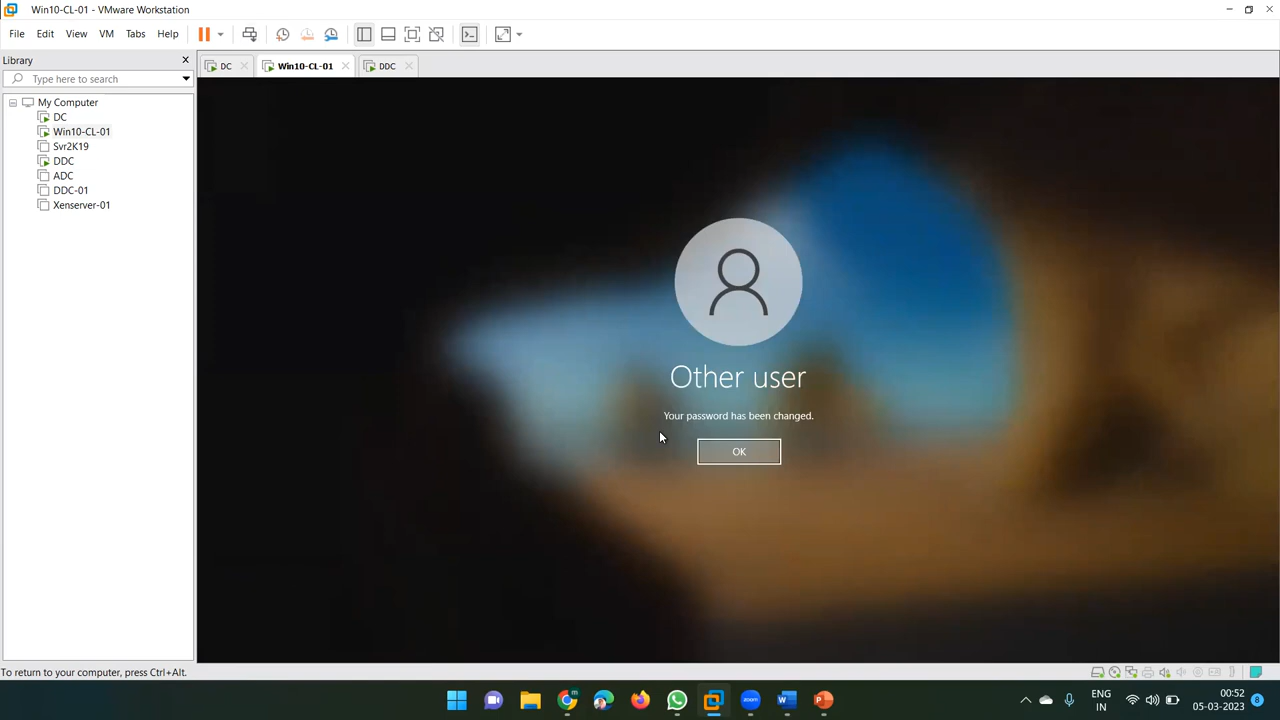 Win10-CL-01 - VMware Workstation
File Edit View VM Tabs Help
Library
Type here to search
My Computer
DC
Win10-CL-01
Svr2K19
DDC
ADC
DDC-01
Xenserver-01
DC
Win10-CL-01
DDC
Other user
Your password has been changed.
OK
To return to your computer, press Ctrl+Alt.
ENG
IN
00:52
05-03-2023
8